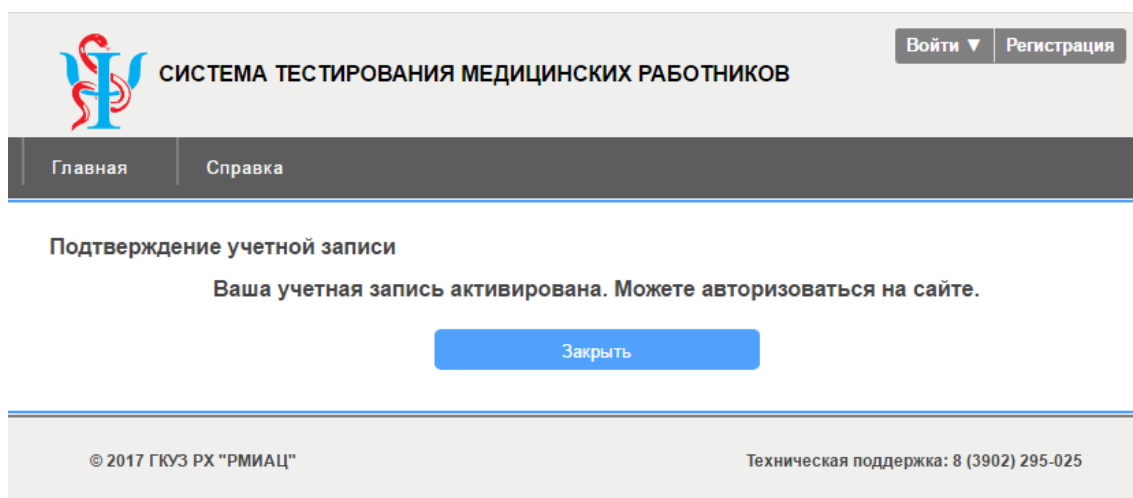 Войти ▼ Регистрация
СИСТЕМА ТЕСТИРОВАНИЯ МЕДИЦИНСКИХ РАБОТНИКОВ
Главная Справка
Подтверждение учетной записи
Ваша учетная запись активирована. Можете авторизоваться на сайте.
Закрыть
© 2017 ГКУЗ РХ "РМИАЦ" Техническая поддержка: 8 (3902) 295-025